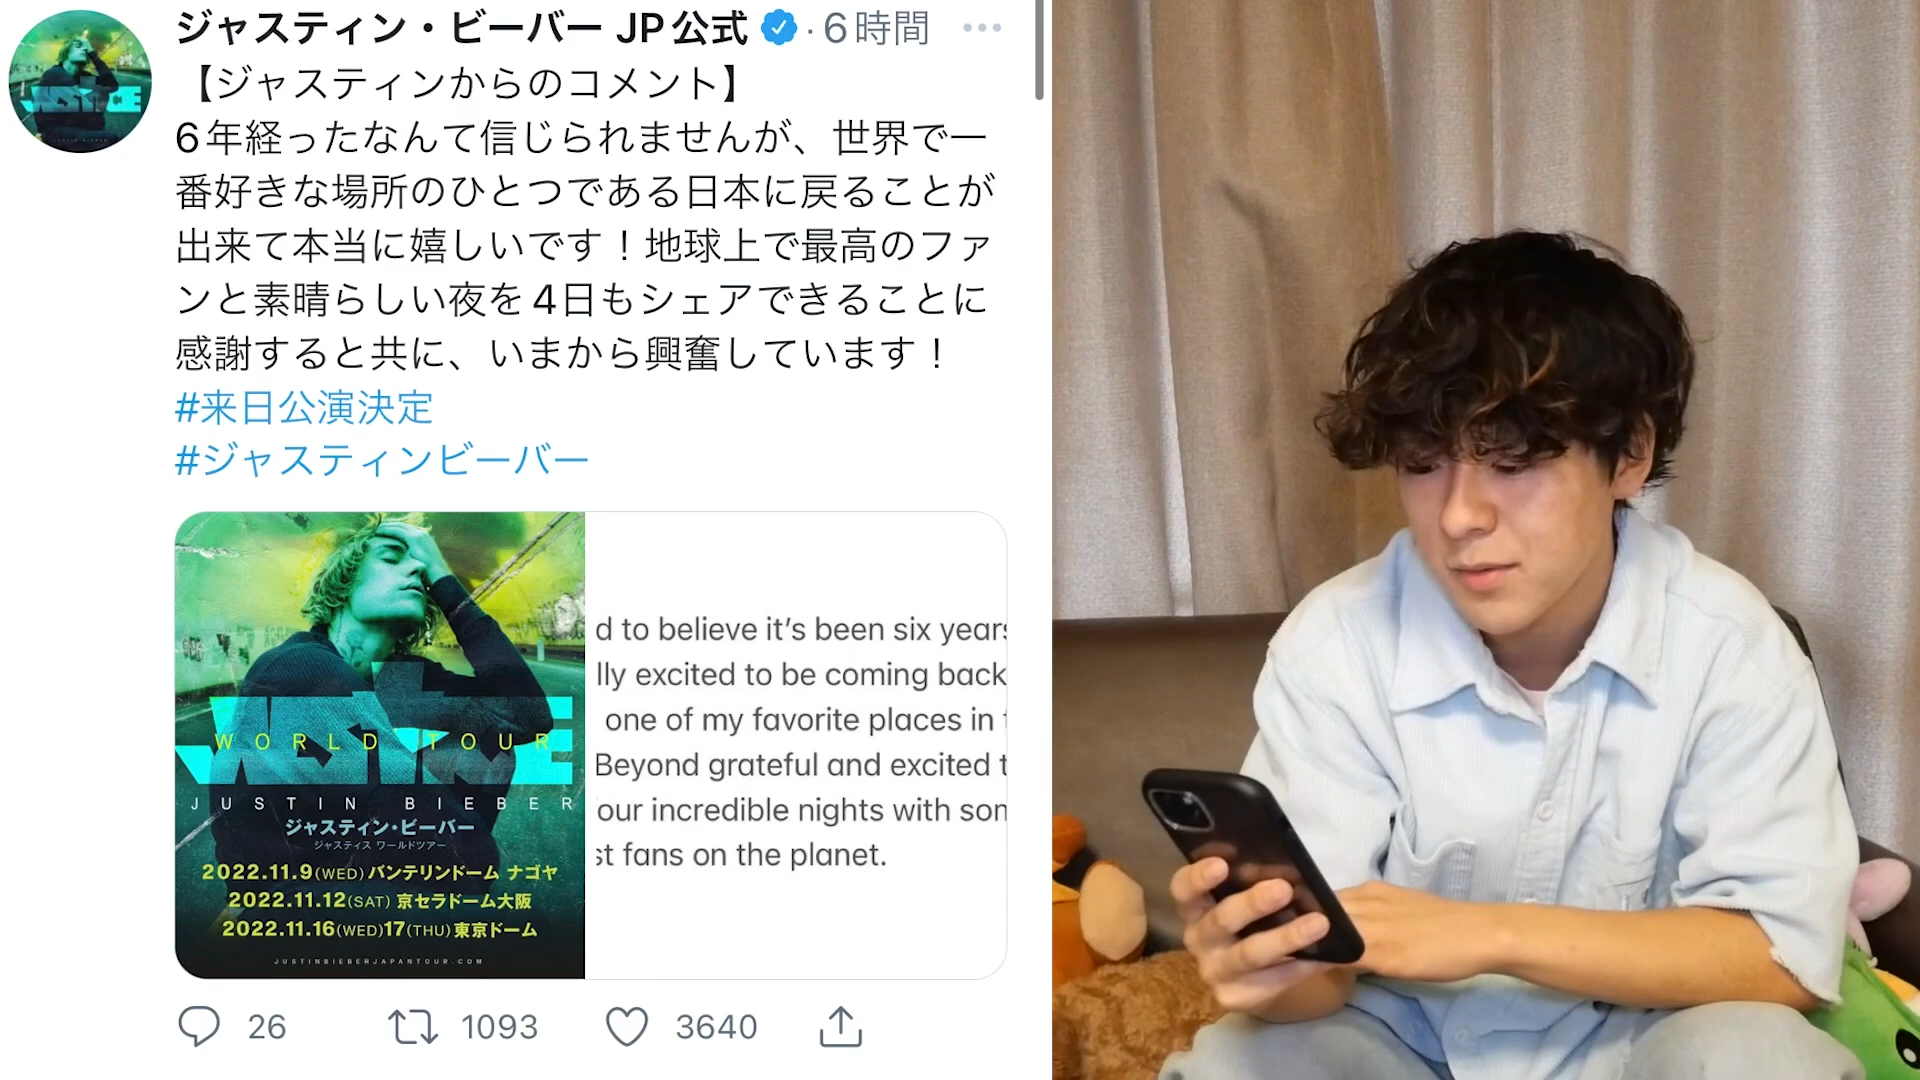 ジャスティン・ビーバー JP公式 · 6時間
【ジャスティンからのコメント】
6年経ったなんて信じられませんが、世界で一
番好きな場所のひとつである日本に戻ることが
出来て本当に嬉しいです！地球上で最高のファ
ンと素晴らしい夜を4日もシェアできることに
感謝すると共に、いまから興奮しています！
#来日公演決定
#ジャスティンビーバー
JUSTICE
WORLD TOUR
JUSTIN BIEBER
ジャスティン・ビーバー
ジャスティス ワールドツアー
2022.11.9(WED) バンテリンドーム ナゴヤ
2022.11.12(SAT) 京セラドーム大阪
2022.11.16(WED)17(THU) 東京ドーム
JUSTINBIEBERJAPANTOUR.COM
d to believe it's been six years
lly excited to be coming back
one of my favorite places in
Beyond grateful and excited t
our incredible nights with som
st fans on the planet.
26 1093 3640